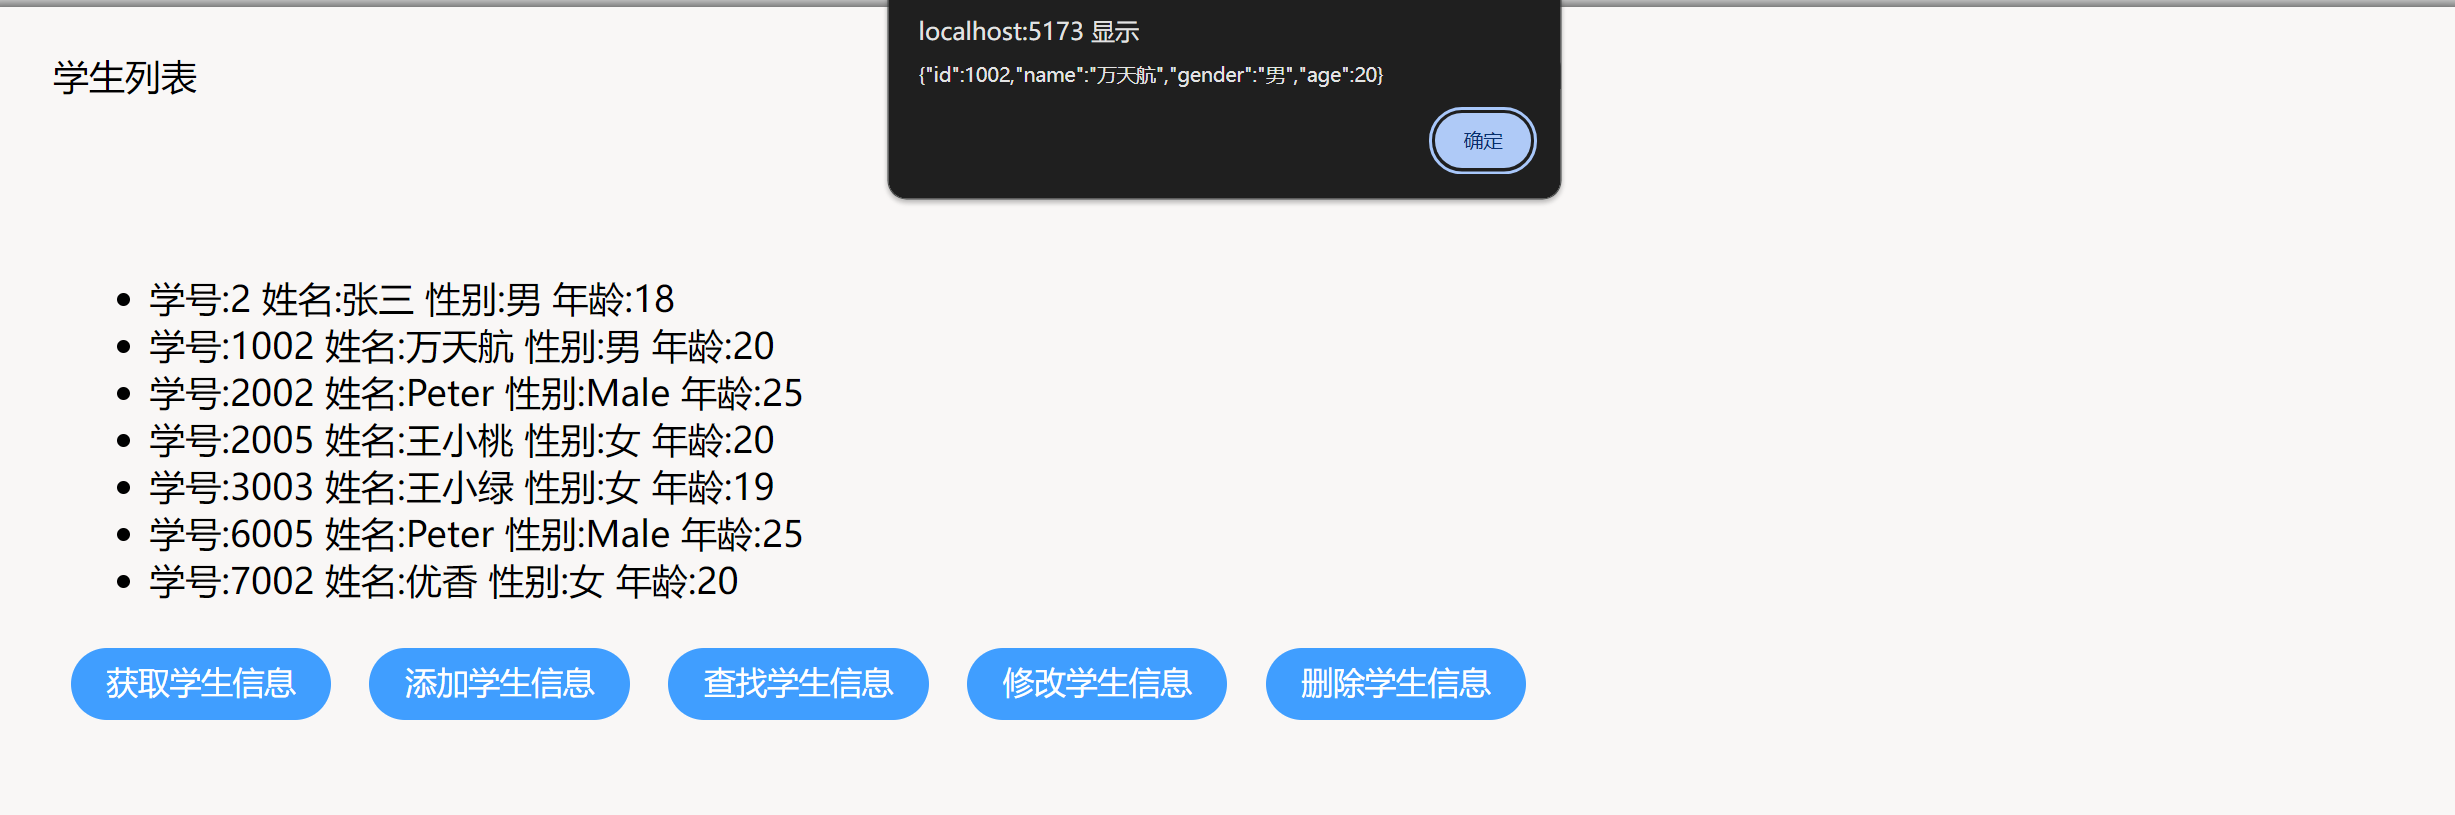 localhost:5173 显示
{"id":1002,"name":"万天航","gender":"男","age":20}
确定
学生列表
学号:2 姓名:张三 性别:男 年龄:18
学号:1002 姓名:万天航 性别:男 年龄:20
学号:2002 姓名:Peter 性别:Male 年龄:25
学号:2005 姓名:王小桃 性别:女 年龄:20
学号:3003 姓名:王小绿 性别:女 年龄:19
学号:6005 姓名:Peter 性别:Male 年龄:25
学号:7002 姓名:优香 性别:女 年龄:20
获取学生信息 添加学生信息 查找学生信息 修改学生信息 删除学生信息